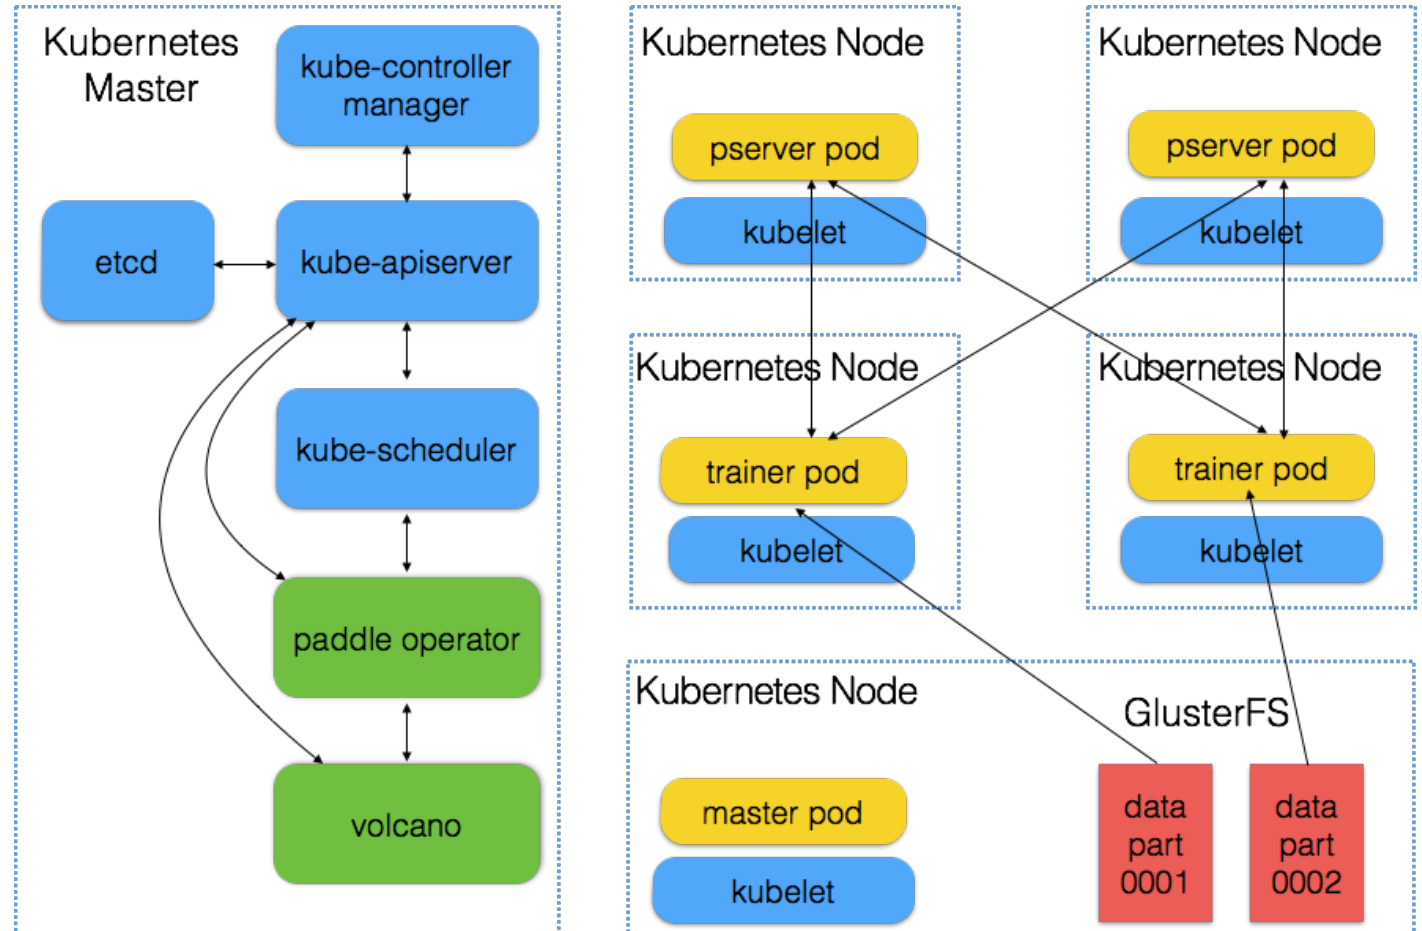 Kubernetes
Master
kube-controller
manager
etcd
kube-apiserver
kube-scheduler
paddle operator
volcano
Kubernetes Node
pserver pod
kubelet
Kubernetes Node
pserver pod
kubelet
Kubernetes Node
trainer pod
kubelet
Kubernetes Node
trainer pod
kubelet
Kubernetes Node
GlusterFS
master pod
kubelet
data
part
0001
data
part
0002